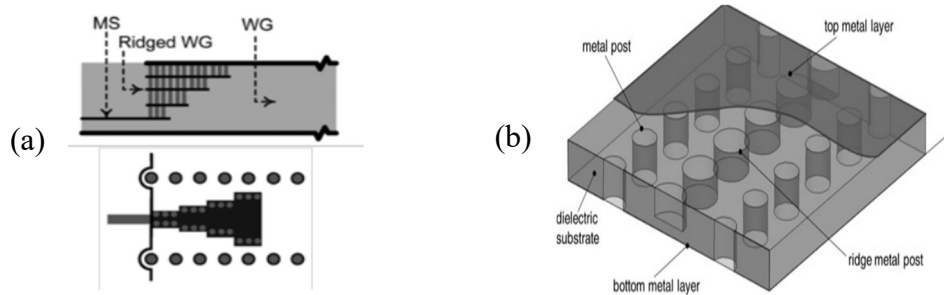 MS
WG
Ridged WG
(a)
top metal layer
metal post
(b)
dielectric
substrate
bottom metal layer
ridge metal post